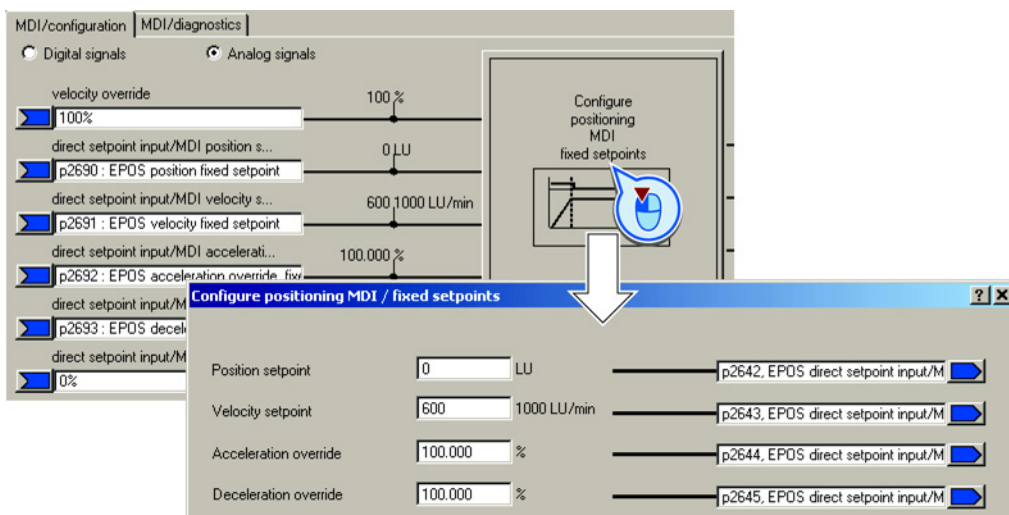 MDI/configuration MDI/diagnostics
Digital signals Analog signals
velocity override
100 %
100%
direct setpoint input/MDI position s...
0 LU
p2690 : EPOS position fixed setpoint
direct setpoint input/MDI velocity s...
600 1000 LU/min
p2691 : EPOS velocity fixed setpoint
direct setpoint input/MDI accelerati...
100.000 %
p2692 : EPOS acceleration override, fixe
direct setpoint input/M
p2693 : EPOS decel
direct setpoint input/M
0%
Configure
positioning
MDI
fixed setpoints
Configure positioning MDI / fixed setpoints
Position setpoint 0 LU p2642, EPOS direct setpoint input/M
Velocity setpoint 600 1000 LU/min p2643, EPOS direct setpoint input/M
Acceleration override 100.000 % p2644, EPOS direct setpoint input/M
Deceleration override 100.000 % p2645, EPOS direct setpoint input/M